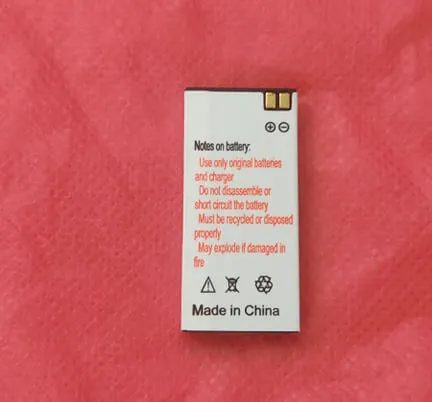 Notes on battery:
Use only original batteries
and charger
Do not disassemble or
short circuit the battery
Must be recycled or disposed
properly
May explode if damaged in
fire
Made in China